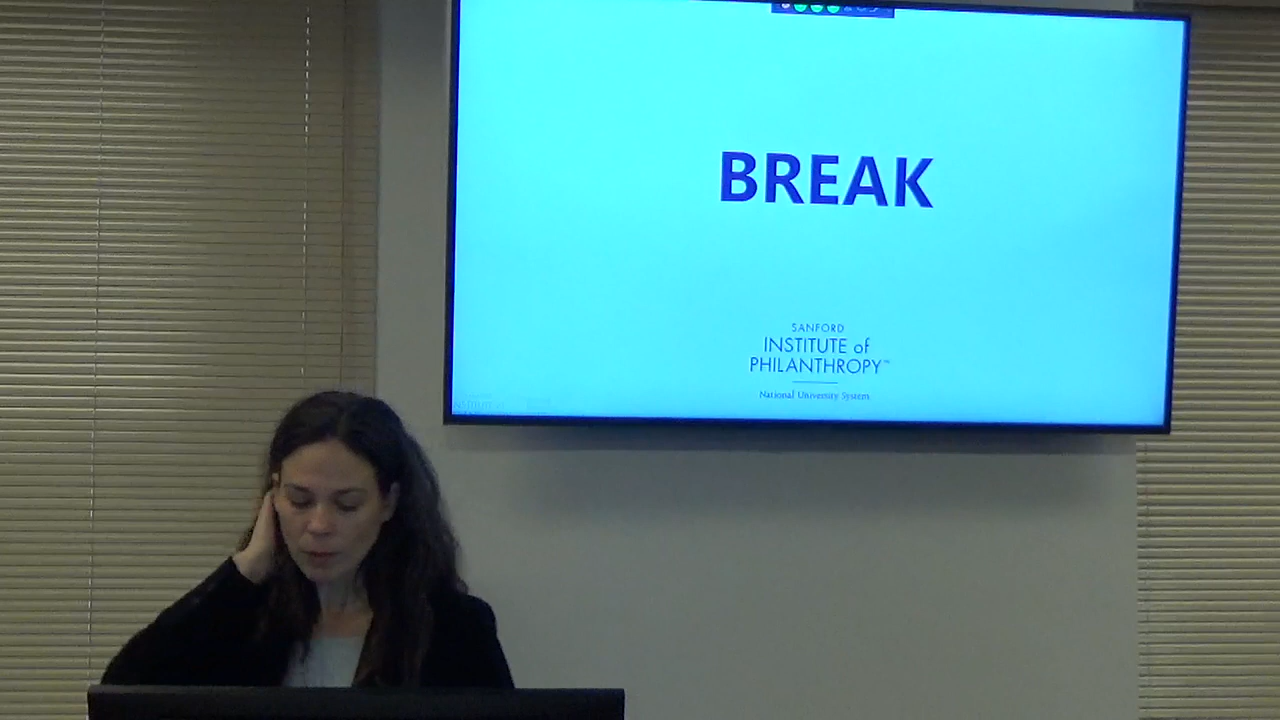 BREAK
SANFORD
INSTITUTE of
PHILANTHROPY™
National University System